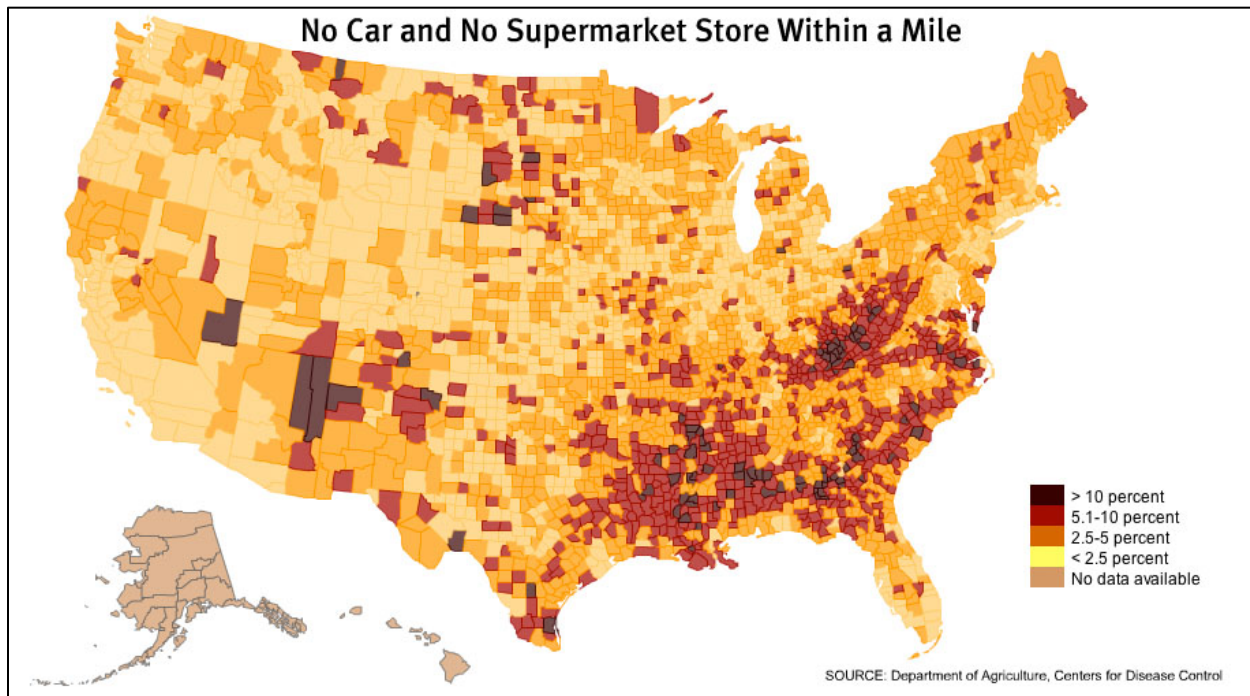 No Car and No Supermarket Store Within a Mile
> 10 percent
5.1-10 percent
2.5-5 percent
< 2.5 percent
No data available
SOURCE: Department of Agriculture, Centers for Disease Control